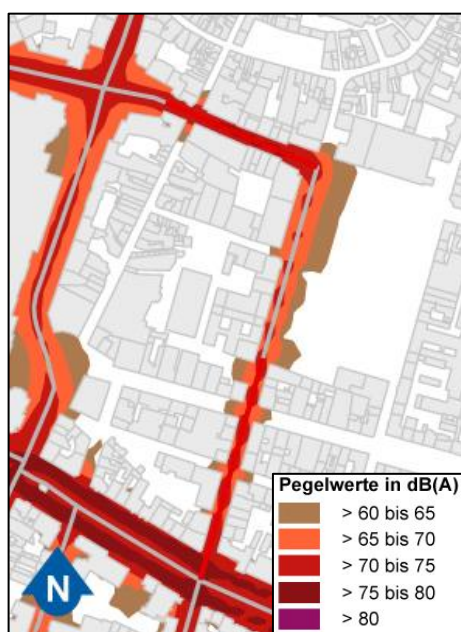 Pegelwerte in dB(A)
> 60 bis 65
> 65 bis 70
> 70 bis 75
> 75 bis 80
> 80
N